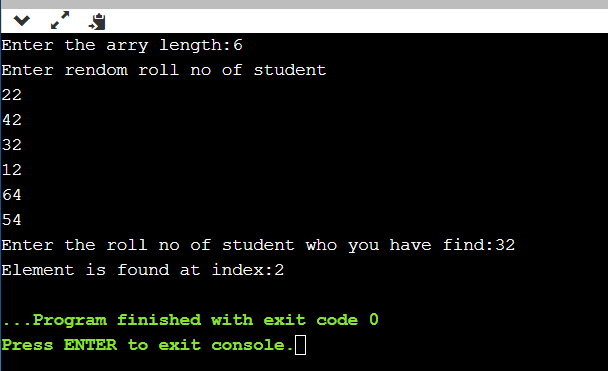 Enter the arry length:6
Enter rendom roll no of student
22
42
32
12
64
54
Enter the roll no of student who you have find:32
Element is found at index:2
...Program finished with exit code 0
Press ENTER to exit console.